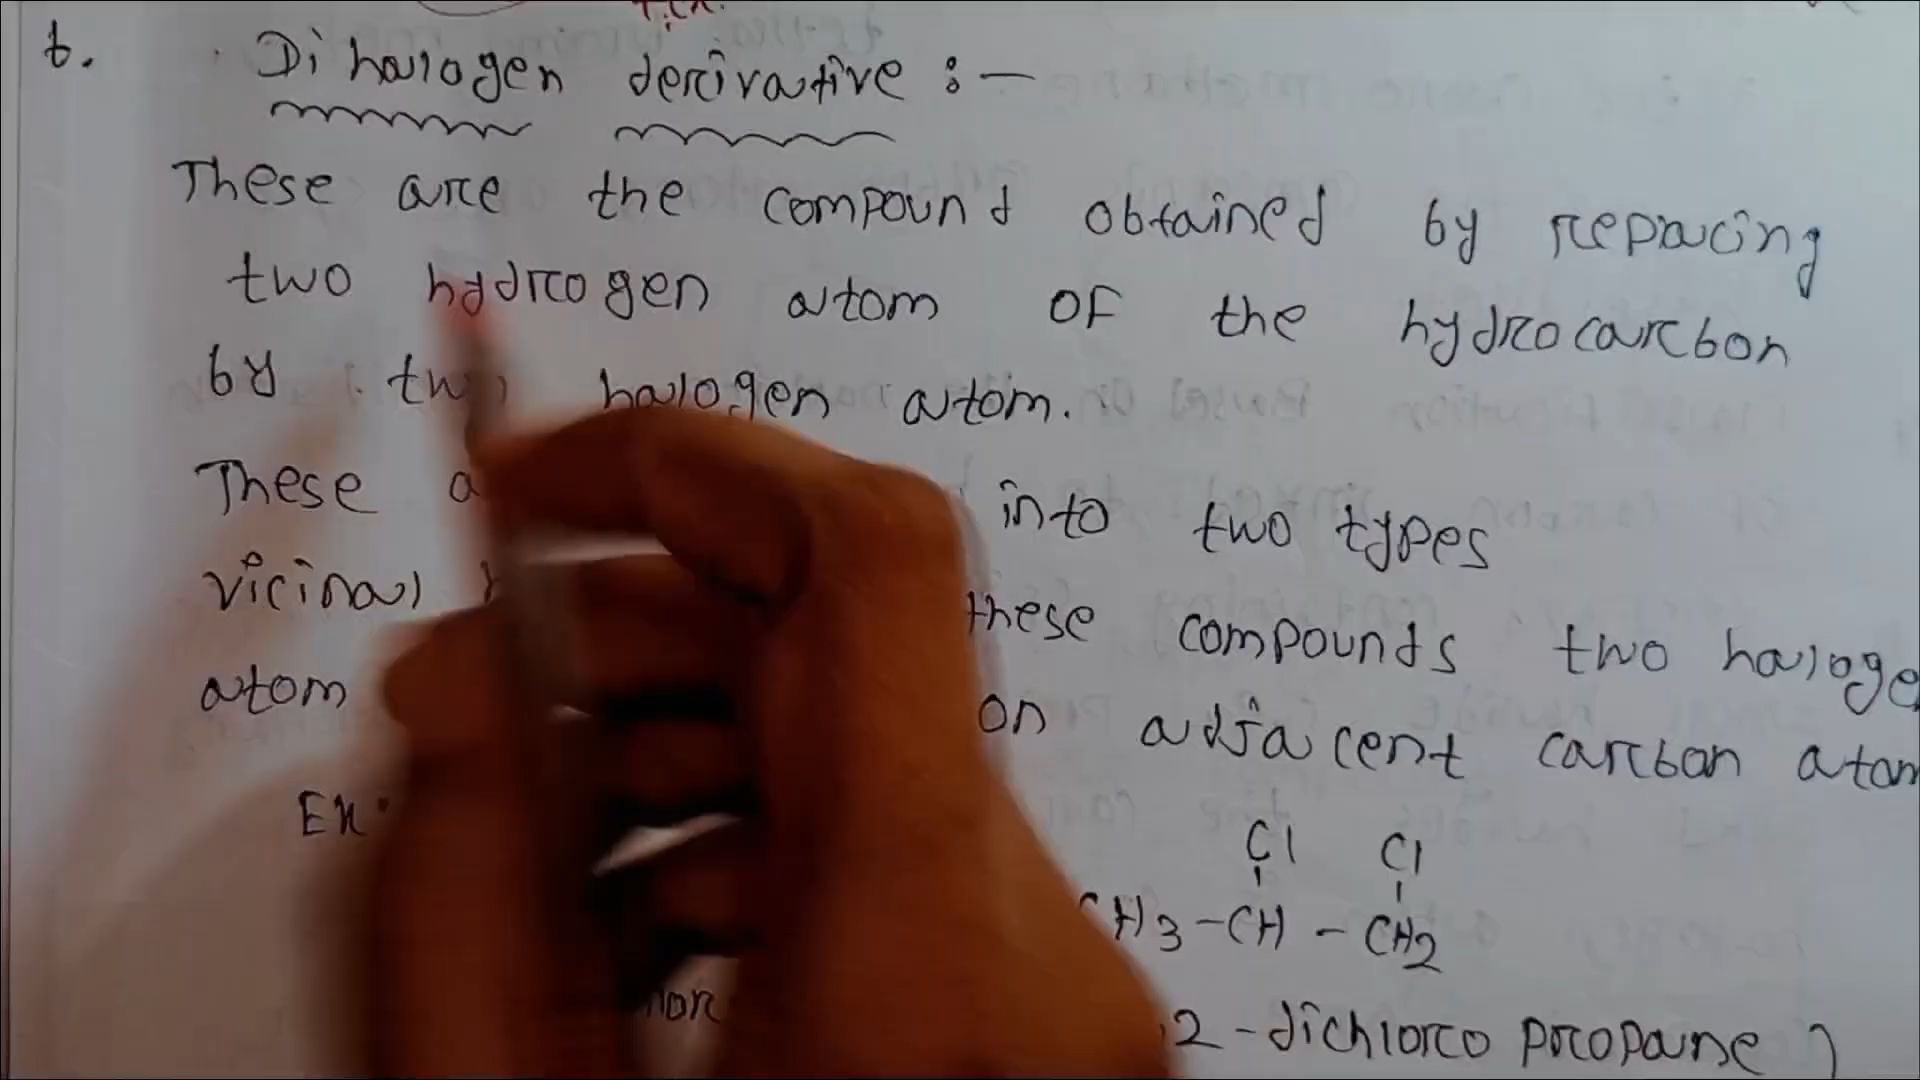 b. Dihalogen derivative :-
These are the compound obtained by repacing
two hydrogen atom of the hydrocarbon
by two halogen atom.
These into two types
vicinal these compounds two haloge
atom on adjacent carbon atom
Ex:
Cl Cl
CH3 - CH - CH2
2 - dichloro propane )